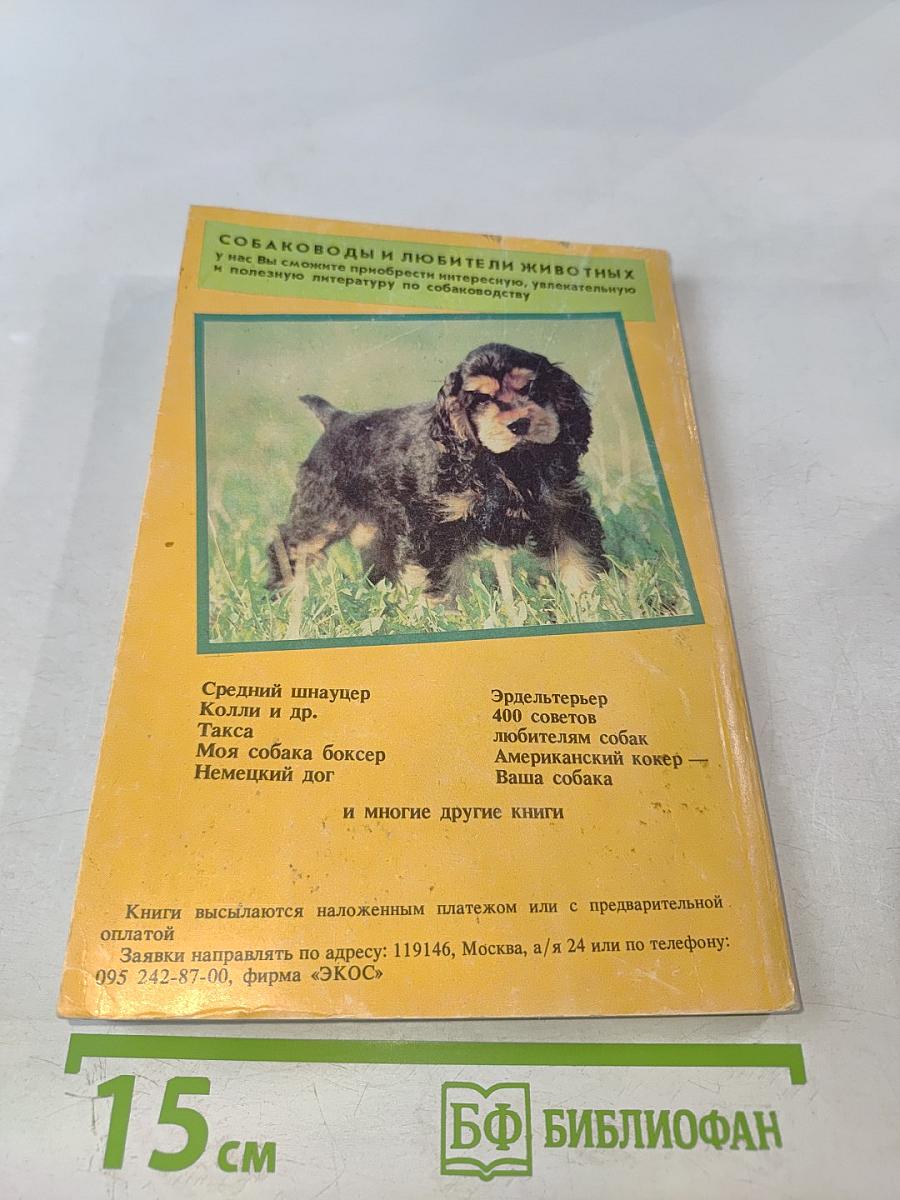 СОБАКОВОДЫ И ЛЮБИТЕЛИ ЖИВОТНЫХ
у нас Вы сможите приобрести интересную, увлекательную
и полезную литературу по собаководству
Средний шнауцер
Колли и др.
Такса
Моя собака боксер
Немецкий дог
Эрдельтерьер
400 советов
любителям собак
Американский кокер —
Ваша собака
и многие другие книги
Книги высылаются наложенным платежом или с предварительной
оплатой
Заявки направлять по адресу: 119146, Москва, а/я 24 или по телефону:
095 242-87-00, фирма «ЭКОС»
15 см
БФ БИБЛИОФАН